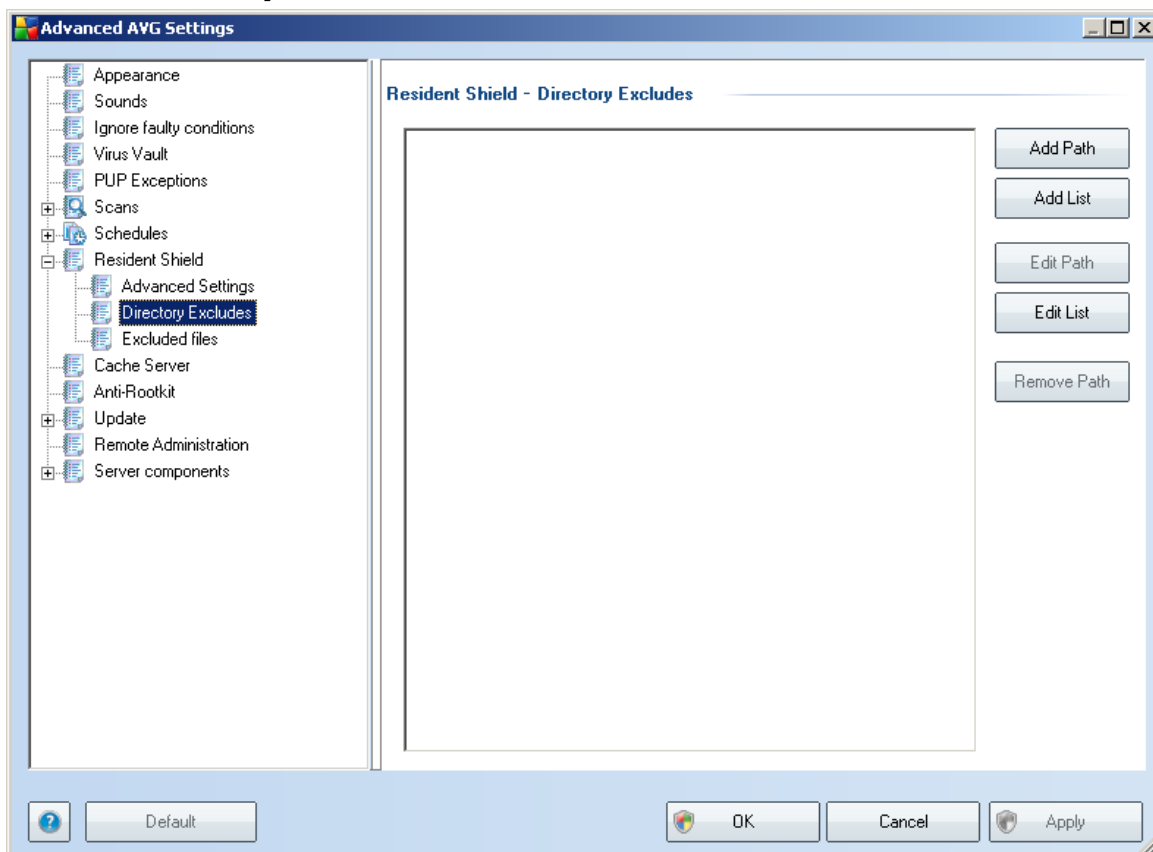 Advanced AVG Settings
Appearance
Sounds
Ignore faulty conditions
Virus Vault
PUP Exceptions
Scans
Schedules
Resident Shield
Advanced Settings
Directory Excludes
Excluded files
Cache Server
Anti-Rootkit
Update
Remote Administration
Server components
Resident Shield - Directory Excludes
Add Path
Add List
Edit Path
Edit List
Remove Path
Default
OK
Cancel
Apply